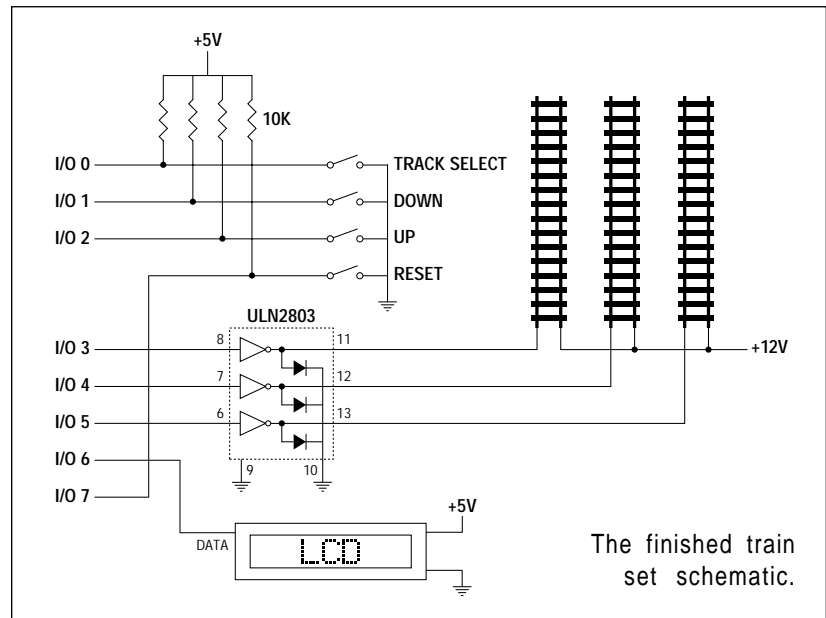 +5V
10K
I/O 0
TRACK SELECT
I/O 1
DOWN
I/O 2
UP
RESET
ULN2803
I/O 3
8
11
+12V
I/O 4
7
12
I/O 5
6
13
I/O 6
9
10
I/O 7
+5V
DATA
LCD
The finished train
set schematic.